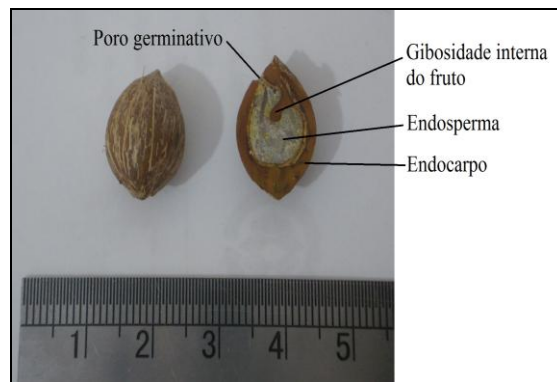 Poro germinativo
Gibosidade interna
do fruto
Endosperma
Endocarpo
1 2 3 4 5